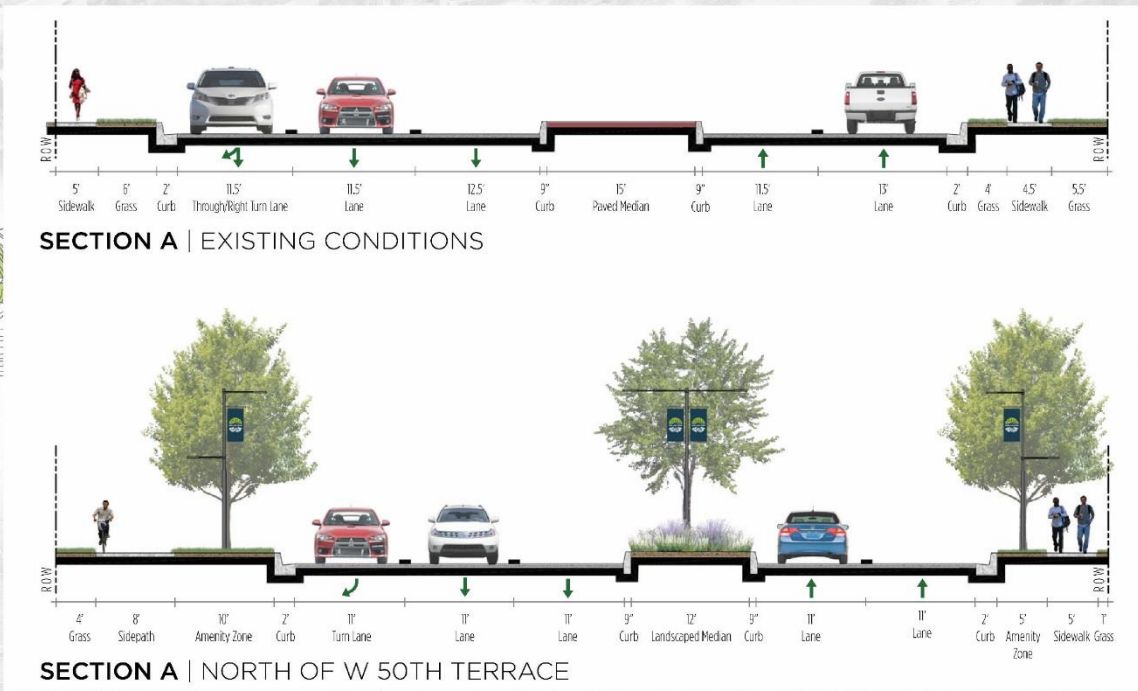 ROW
ROW
5' 6' 2' 11.5' 11.5' 12.5' 9" 15' 9" 11.5' 13' 2' 4' 4.5' 5.5'
Sidewalk Grass Curb Through/Right Turn Lane Lane Lane Curb Paved Median Curb Lane Lane Curb Grass Sidewalk Grass
SECTION A | EXISTING CONDITIONS
ROW
ROW
4' 8' 10' 2' 11' 11' 11' 9" 12' 9" 11' 11' 2' 5' 5' 1'
Grass Sidepath Amenity Zone Curb Turn Lane Lane Lane Curb Landscaped Median Curb Lane Lane Curb Amenity Sidewalk Grass
Zone
SECTION A | NORTH OF W 50TH TERRACE